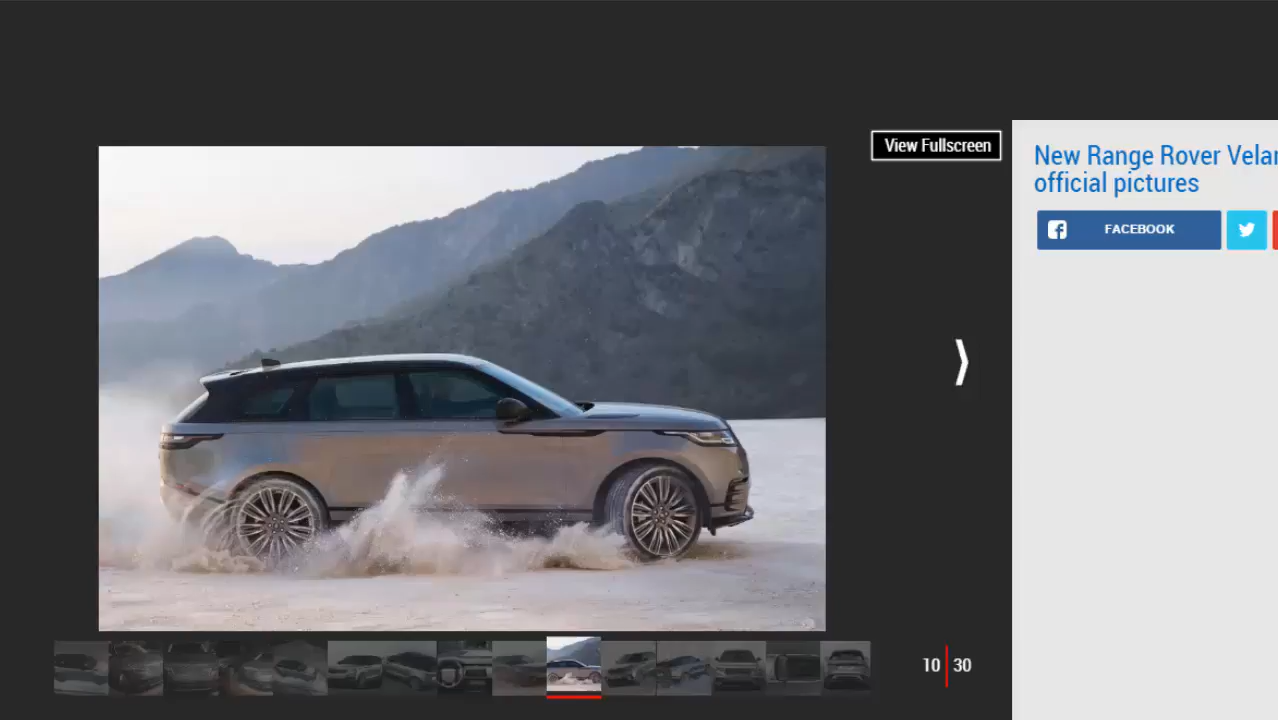 View Fullscreen
New Range Rover Velar
official pictures
FACEBOOK
10 30